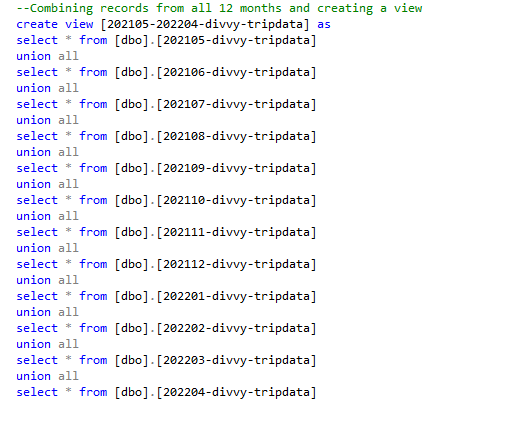 --Combining records from all 12 months and creating a view
create view [202105-202204-divvy-tripdata] as
select * from [dbo].[202105-divvy-tripdata]
union all
select * from [dbo].[202106-divvy-tripdata]
union all
select * from [dbo].[202107-divvy-tripdata]
union all
select * from [dbo].[202108-divvy-tripdata]
union all
select * from [dbo].[202109-divvy-tripdata]
union all
select * from [dbo].[202110-divvy-tripdata]
union all
select * from [dbo].[202111-divvy-tripdata]
union all
select * from [dbo].[202112-divvy-tripdata]
union all
select * from [dbo].[202201-divvy-tripdata]
union all
select * from [dbo].[202202-divvy-tripdata]
union all
select * from [dbo].[202203-divvy-tripdata]
union all
select * from [dbo].[202204-divvy-tripdata]